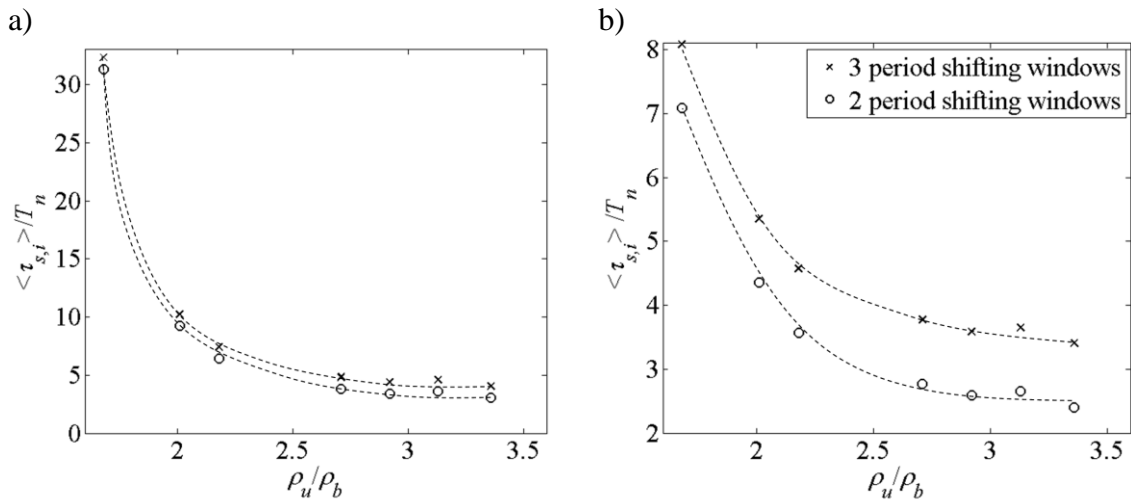 a)
30
25
20
15
10
5
0
<τs,i>/Tn
2
2.5
3
3.5
ρu/ρb
b)
× 3 period shifting windows
○ 2 period shifting windows
8
7
6
5
4
3
2
<τs,i>/Tn
2
2.5
3
3.5
ρu/ρb